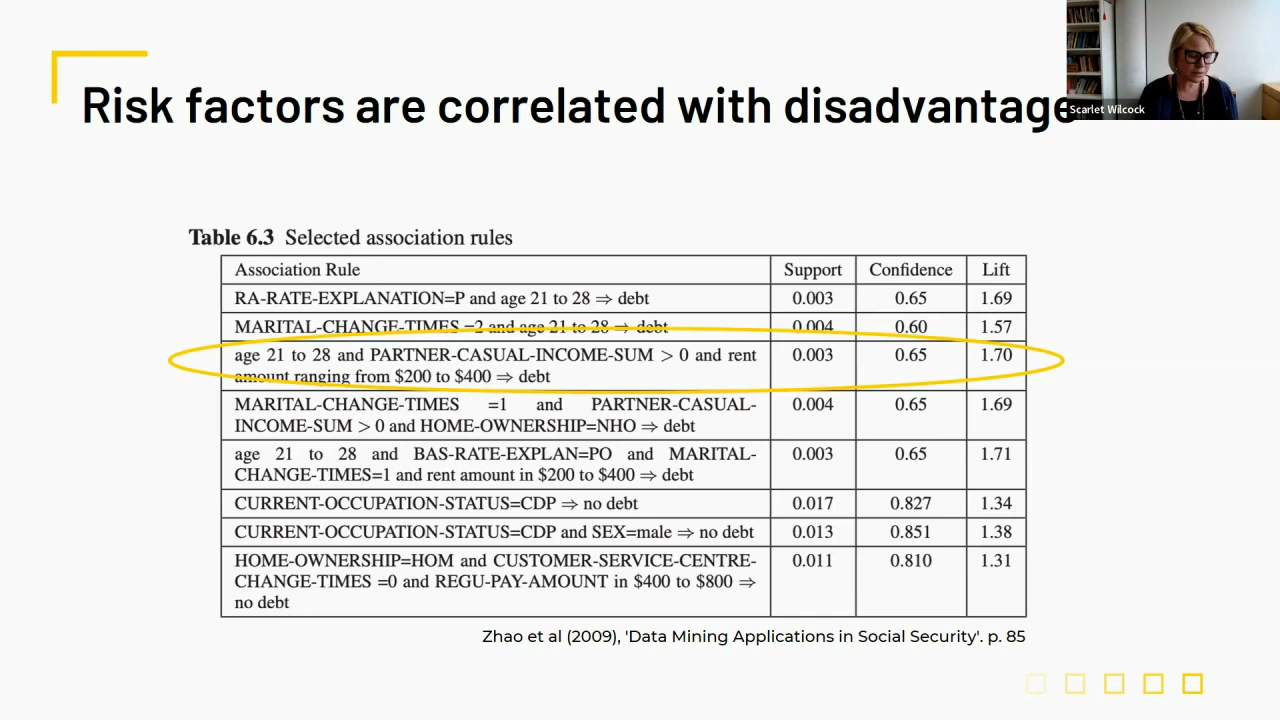 Risk factors are correlated with disadvantage
Scarlet Wilcock
Table 6.3 Selected association rules
Association Rule Support Confidence Lift
RA-RATE-EXPLANATION=P and age 21 to 28 ⇒ debt 0.003 0.65 1.69
MARITAL-CHANGE-TIMES =2 and age 21 to 28 ⇒ debt 0.004 0.60 1.57
age 21 to 28 and PARTNER-CASUAL-INCOME-SUM > 0 and rent 0.003 0.65 1.70
amount ranging from $200 to $400 ⇒ debt
MARITAL-CHANGE-TIMES =1 and PARTNER-CASUAL- 0.004 0.65 1.69
INCOME-SUM > 0 and HOME-OWNERSHIP=NHO ⇒ debt
age 21 to 28 and BAS-RATE-EXPLAN=PO and MARITAL- 0.003 0.65 1.71
CHANGE-TIMES=1 and rent amount in $200 to $400 ⇒ debt
CURRENT-OCCUPATION-STATUS=CDP ⇒ no debt 0.017 0.827 1.34
CURRENT-OCCUPATION-STATUS=CDP and SEX=male ⇒ no debt 0.013 0.851 1.38
HOME-OWNERSHIP=HOM and CUSTOMER-SERVICE-CENTRE- 0.011 0.810 1.31
CHANGE-TIMES =0 and REGU-PAY-AMOUNT in $400 to $800 ⇒
no debt
Zhao et al (2009), 'Data Mining Applications in Social Security'. p. 85